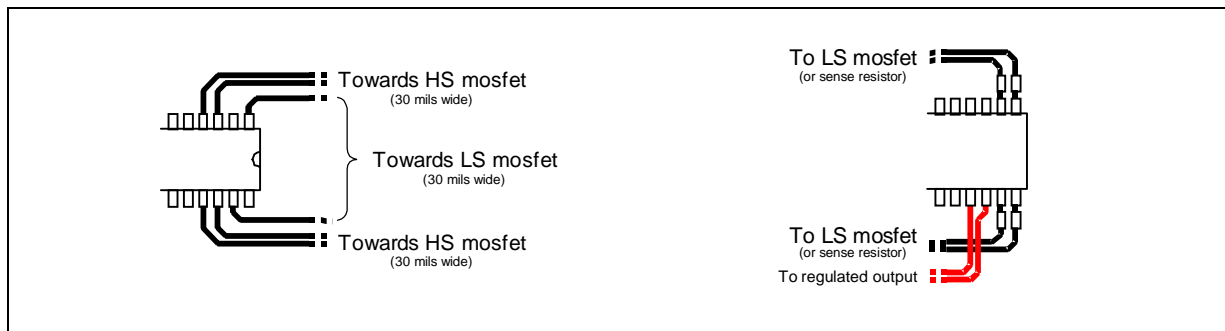 Towards HS mosfet
(30 mils wide)
Towards LS mosfet
(30 mils wide)
Towards HS mosfet
(30 mils wide)
To LS mosfet
(or sense resistor)
To LS mosfet
(or sense resistor)
To regulated output